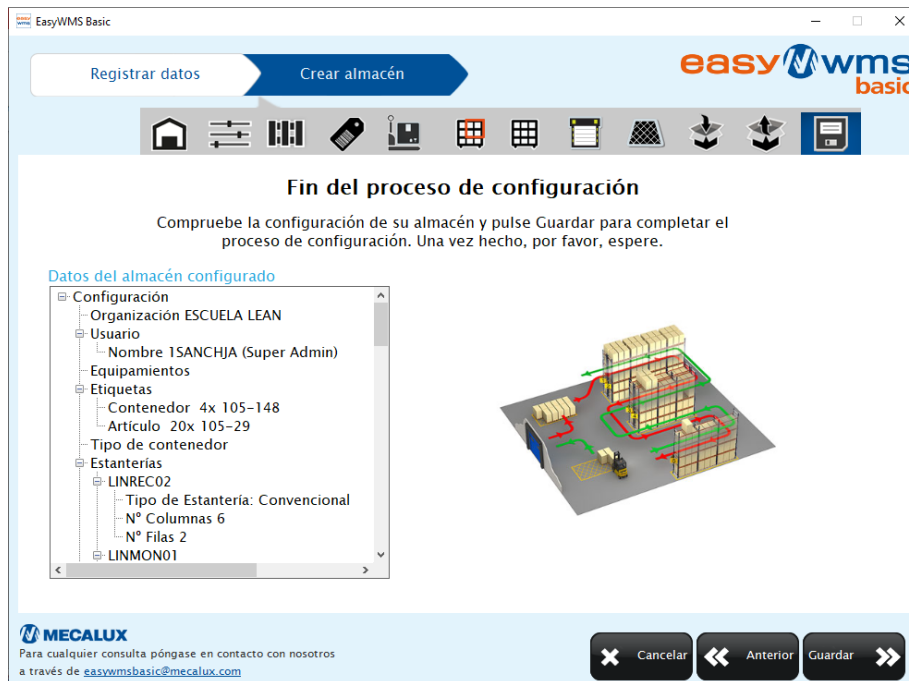 EasyWMS Basic
Registrar datos
Crear almacén
easy wms
basic
Fin del proceso de configuración
Compruebe la configuración de su almacén y pulse Guardar para completar el
proceso de configuración. Una vez hecho, por favor, espere.
Datos del almacén configurado
Configuración
Organización ESCUELA LEAN
Usuario
Nombre 1SANCHJA (Super Admin)
Equipamientos
Etiquetas
Contenedor 4x 105-148
Artículo 20x 105-29
Tipo de contenedor
Estanterías
LINREC02
Tipo de Estantería: Convencional
Nº Columnas 6
Nº Filas 2
LINMON01
MECALUX
Para cualquier consulta póngase en contacto con nosotros
a través de easywmsbasic@mecalux.com
Cancelar
Anterior
Guardar